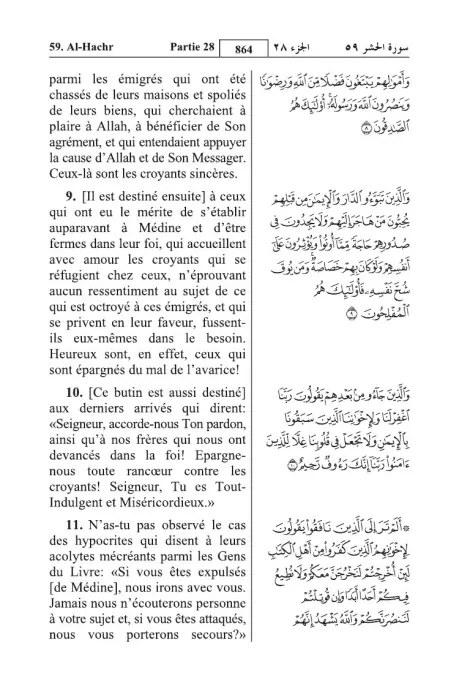 59. Al-Hachr Partie 28 864 الجزء ٢٨ سورة الحشر ٥٩
parmi les émigrés qui ont été
chassés de leurs maisons et spoliés
de leurs biens, qui cherchaient à
plaire à Allah, à bénéficier de Son
agrément, et qui entendaient appuyer
la cause d’Allah et de Son Messager.
Ceux-là sont les croyants sincères.
9. [Il est destiné ensuite] à ceux
qui ont eu le mérite de s’établir
auparavant à Médine et d’être
fermes dans leur foi, qui accueillent
avec amour les croyants qui se
réfugient chez ceux, n’éprouvant
aucun ressentiment au sujet de ce
qui est octroyé à ces émigrés, et qui
se privent en leur faveur, fussent-
ils eux-mêmes dans le besoin.
Heureux sont, en effet, ceux qui
sont épargnés du mal de l’avarice!
10. [Ce butin est aussi destiné]
aux derniers arrivés qui dirent:
«Seigneur, accorde-nous Ton pardon,
ainsi qu’à nos frères qui nous ont
devancés dans la foi! Epargne-
nous toute rancœur contre les
croyants! Seigneur, Tu es Tout-
Indulgent et Miséricordieux.»
11. N’as-tu pas observé le cas
des hypocrites qui disent à leurs
acolytes mécréants parmi les Gens
du Livre: «Si vous êtes expulsés
[de Médine], nous irons avec vous.
Jamais nous n’écouterons personne
à votre sujet et, si vous êtes attaqués,
nous vous porterons secours?»
وَأَمْوَٰلِهِمْ يَبْتَغُونَ فَضْلًا مِّنَ ٱللَّهِ وَرِضْوَٰنًا
وَيَنصُرُونَ ٱللَّهَ وَرَسُولَهُۥٓ أُو۟لَٰٓئِكَ هُمُ
ٱلصَّٰدِقُونَ ٨
وَٱلَّذِينَ تَبَوَّءُو ٱلدَّارَ وَٱلْإِيمَٰنَ مِن قَبْلِهِمْ
يُحِبُّونَ مَنْ هَاجَرَ إِلَيْهِمْ وَلَا يَجِدُونَ فِى
صُدُورِهِمْ حَاجَةً مِّمَّآ أُوتُوا۟ وَيُؤْثِرُونَ عَلَىٰٓ
أَنفُسِهِمْ وَلَوْ كَانَ بِهِمْ خَصَاصَةٌ وَمَن يُوقَ
شُحَّ نَفْسِهِۦ فَأُو۟لَٰٓئِكَ هُمُ
ٱلْمُفْلِحُونَ ٩
وَٱلَّذِينَ جَآءُو مِنۢ بَعْدِهِمْ يَقُولُونَ رَبَّنَا
ٱغْفِرْ لَنَا وَلِإِخْوَٰنِنَا ٱلَّذِينَ سَبَقُونَا
بِٱلْإِيمَٰنِ وَلَا تَجْعَلْ فِى قُلُوبِنَا غِلًّا لِّلَّذِينَ
ءَامَنُوا۟ رَبَّنَآ إِنَّكَ رَءُوفٌ رَّحِيمٌ ١٠
۞ أَلَمْ تَرَ إِلَى ٱلَّذِينَ نَافَقُوا۟ يَقُولُونَ
لِإِخْوَٰنِهِمُ ٱلَّذِينَ كَفَرُوا۟ مِنْ أَهْلِ ٱلْكِتَٰبِ
لَئِنْ أُخْرِجْتُمْ لَنَخْرُجَنَّ مَعَكُمْ وَلَا نُطِيعُ
فِيكُمْ أَحَدًا أَبَدًا وَإِن قُوتِلْتُمْ
لَنَنصُرَنَّكُمْ وَٱللَّهُ يَشْهَدُ إِنَّهُمْ